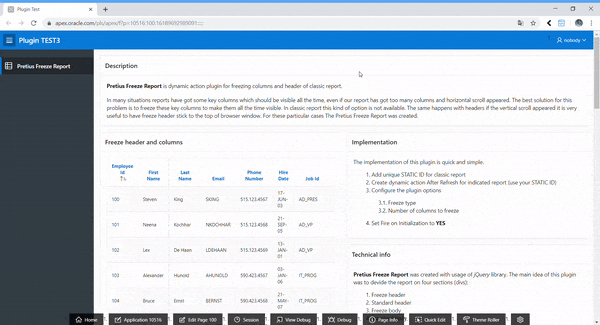 Plugin Test
apex.oracle.com/pls/apex/f?p=10516:100:16189692989091:::::
Plugin TEST3
nobody
Pretius Freeze Report
Description
Pretius Freeze Report is dynamic action plugin for freezing columns and header of classic report.
In many situations reports have got some key columns which should be visible all the time, even if our report has got too many columns and horizontal scroll appeared. The best solution for
this problem is to freeze these key columns to make them all the time visible. In classic report this kind of option is not available. The same happens with headers if the vertical scroll appeared it is very
useful to have freeze header stick to the top of browser window. For these particular cases The Pretius Freeze Report was created.
Freeze header and columns
Employee Id First Name Last Name Email Phone Number Hire Date Job Id
100 Steven King SKING 515.123.4567 17-JUN-03 AD_PRES
101 Neena Kochhar NKOCHHAR 515.123.4568 21-SEP-05 AD_VP
102 Lex De Haan LDEHAAN 515.123.4569 13-JAN-01 AD_VP
103 Alexander Hunold AHUNOLD 590.423.4567 03-JAN-06 IT_PROG
104 Bruce Ernst BERNST 590.423.4568 21-MAY-07 IT_PROG
Implementation
The implementation of this plugin is quick and simple.
1. Add unique STATIC ID for classic report
2. Create dynamic action After Refresh for indicated report (use your STATIC ID)
3. Configure the plugin options
3.1. Freeze type
3.2. Number of columns to freeze
4. Set Fire on Initialization to YES
Technical info
Pretius Freeze Report was created with usage of jQuery library. The main idea of this plugin
was to devide the report on four sections (divs):
1. Freeze header
2. Standard header
3. Freeze body
Home Application 10516 Edit Page 100 Session View Debug Debug Page Info Quick Edit Theme Roller